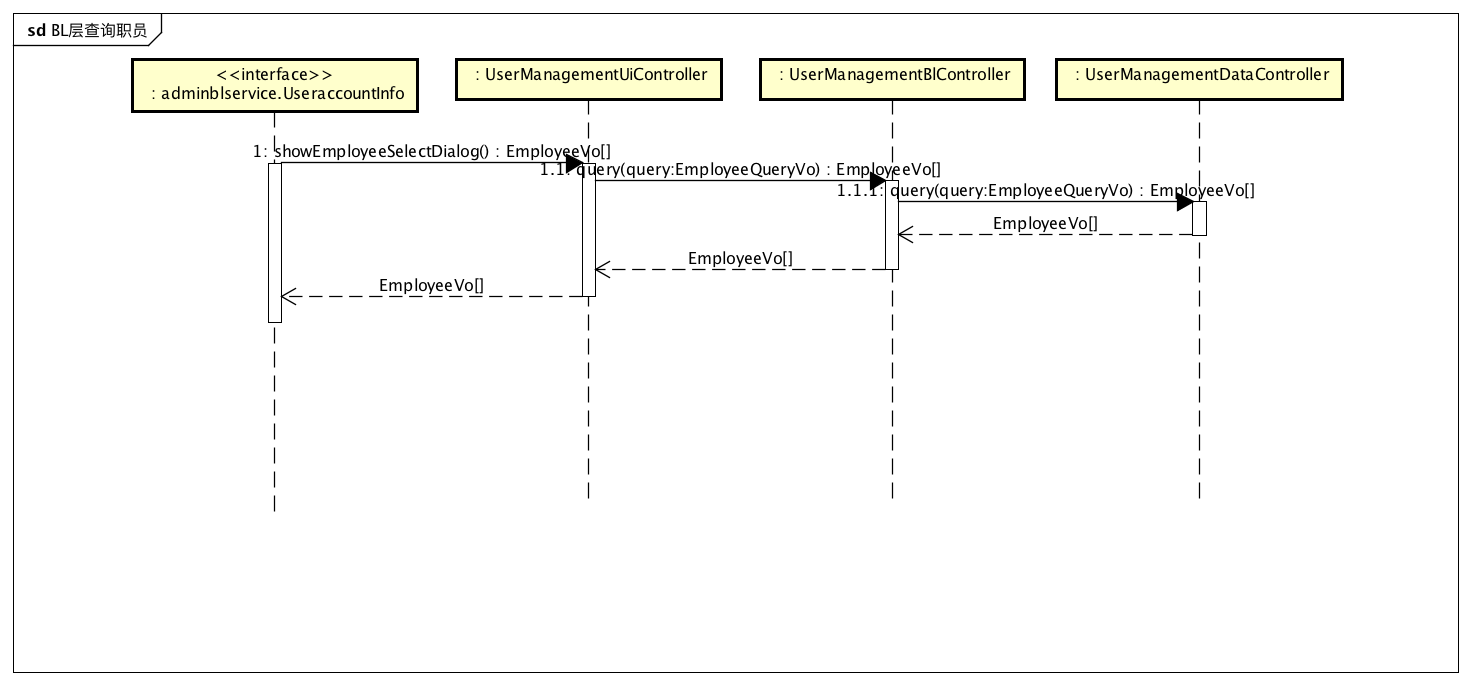 sd BL层查询职员
<<interface>>
: adminblservice.UseraccountInfo
: UserManagementUiController
: UserManagementBlController
: UserManagementDataController
1: showEmployeeSelectDialog() : EmployeeVo[]
1.1: query(query:EmployeeQueryVo) : EmployeeVo[]
1.1.1: query(query:EmployeeQueryVo) : EmployeeVo[]
EmployeeVo[]
EmployeeVo[]
EmployeeVo[]